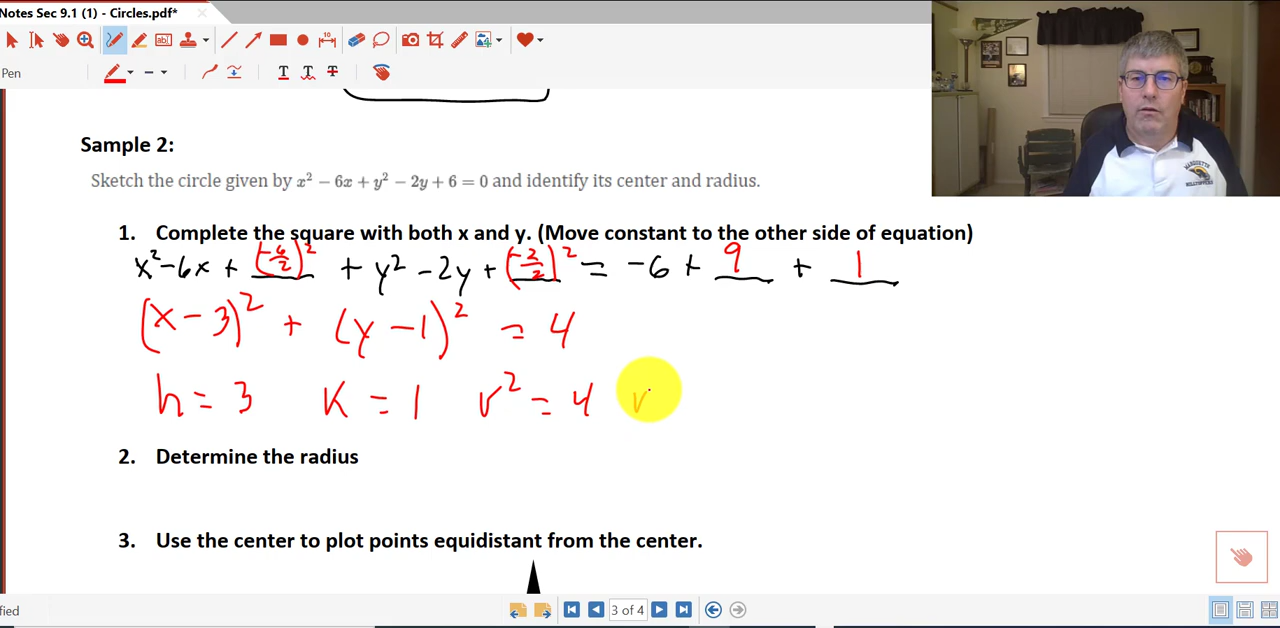 Notes Sec 9.1 (1) - Circles.pdf*
Pen
Sample 2:
Sketch the circle given by x² − 6x + y² − 2y + 6 = 0 and identify its center and radius.
1. Complete the square with both x and y. (Move constant to the other side of equation)
x² - 6x + (-6/2)² + y² - 2y + (-2/2)² = -6 + 9 + 1
(x - 3)² + (y - 1)² = 4
h = 3 K = 1 r² = 4 r
2. Determine the radius
3. Use the center to plot points equidistant from the center.
3 of 4
fied